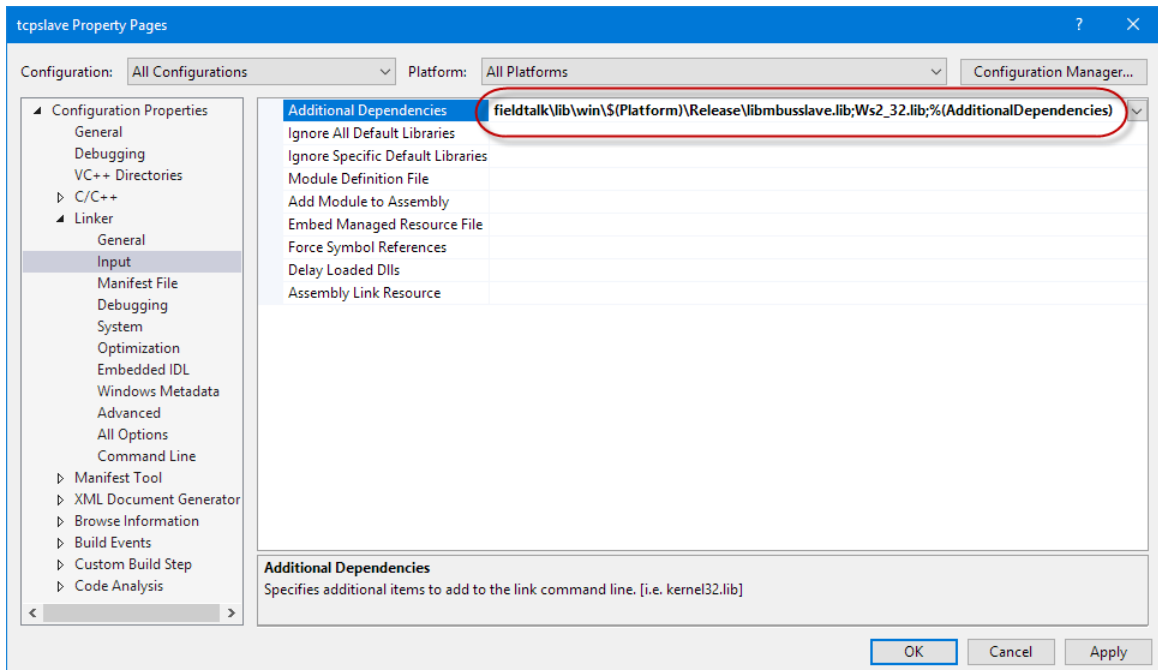 tcpslave Property Pages
Configuration: All Configurations Platform: All Platforms Configuration Manager...
Configuration Properties
General
Debugging
VC++ Directories
C/C++
Linker
General
Input
Manifest File
Debugging
System
Optimization
Embedded IDL
Windows Metadata
Advanced
All Options
Command Line
Manifest Tool
XML Document Generator
Browse Information
Build Events
Custom Build Step
Code Analysis
Additional Dependencies fieldtalk\lib\win\$(Platform)\Release\libmbusslave.lib;Ws2_32.lib;%(AdditionalDependencies)
Ignore All Default Libraries
Ignore Specific Default Libraries
Module Definition File
Add Module to Assembly
Embed Managed Resource File
Force Symbol References
Delay Loaded Dlls
Assembly Link Resource
Additional Dependencies
Specifies additional items to add to the link command line. [i.e. kernel32.lib]
OK Cancel Apply